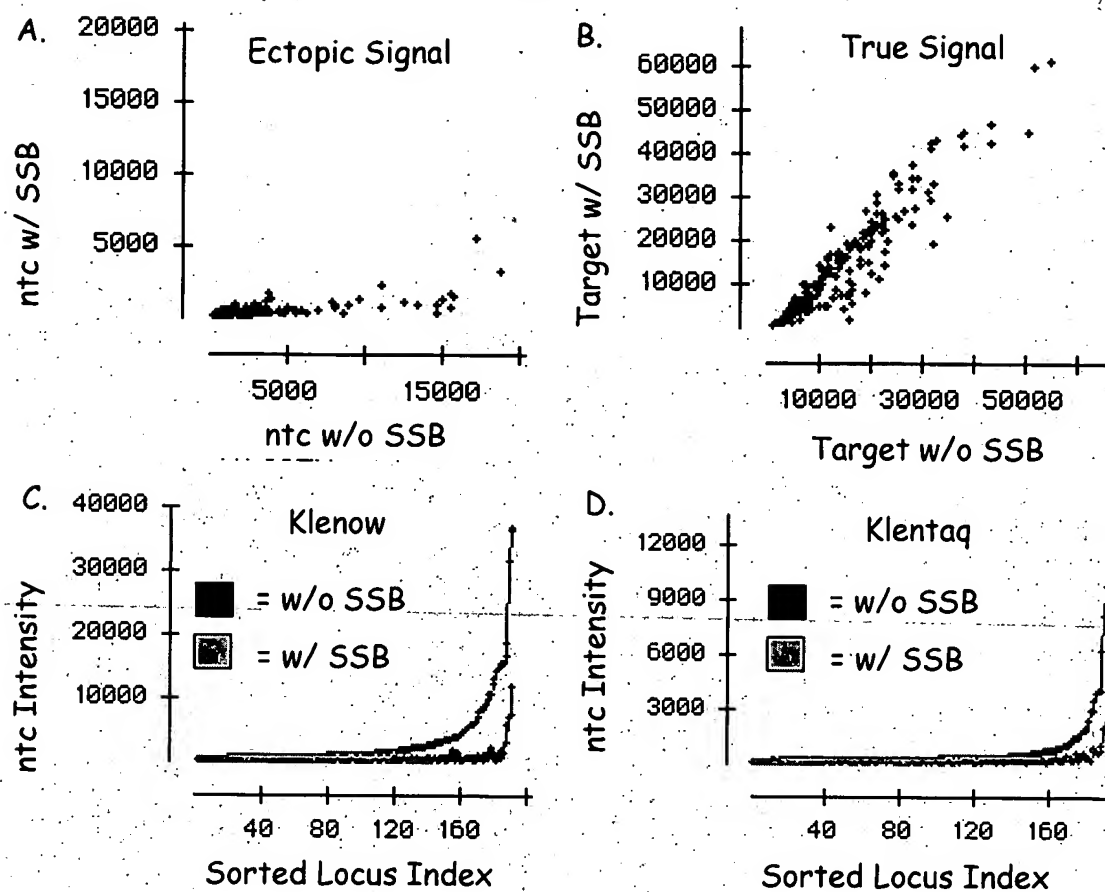 A.
Ectopic Signal
20000
15000
10000
5000
ntc w/ SSB
5000 15000
ntc w/o SSB
B.
True Signal
60000
50000
40000
30000
20000
10000
Target w/ SSB
10000 30000 50000
Target w/o SSB
C.
Klenow
40000
30000
20000
10000
ntc Intensity
= w/o SSB
= w/ SSB
40 80 120 160
Sorted Locus Index
D.
Klentaq
12000
9000
6000
3000
ntc Intensity
= w/o SSB
= w/ SSB
40 80 120 160
Sorted Locus Index